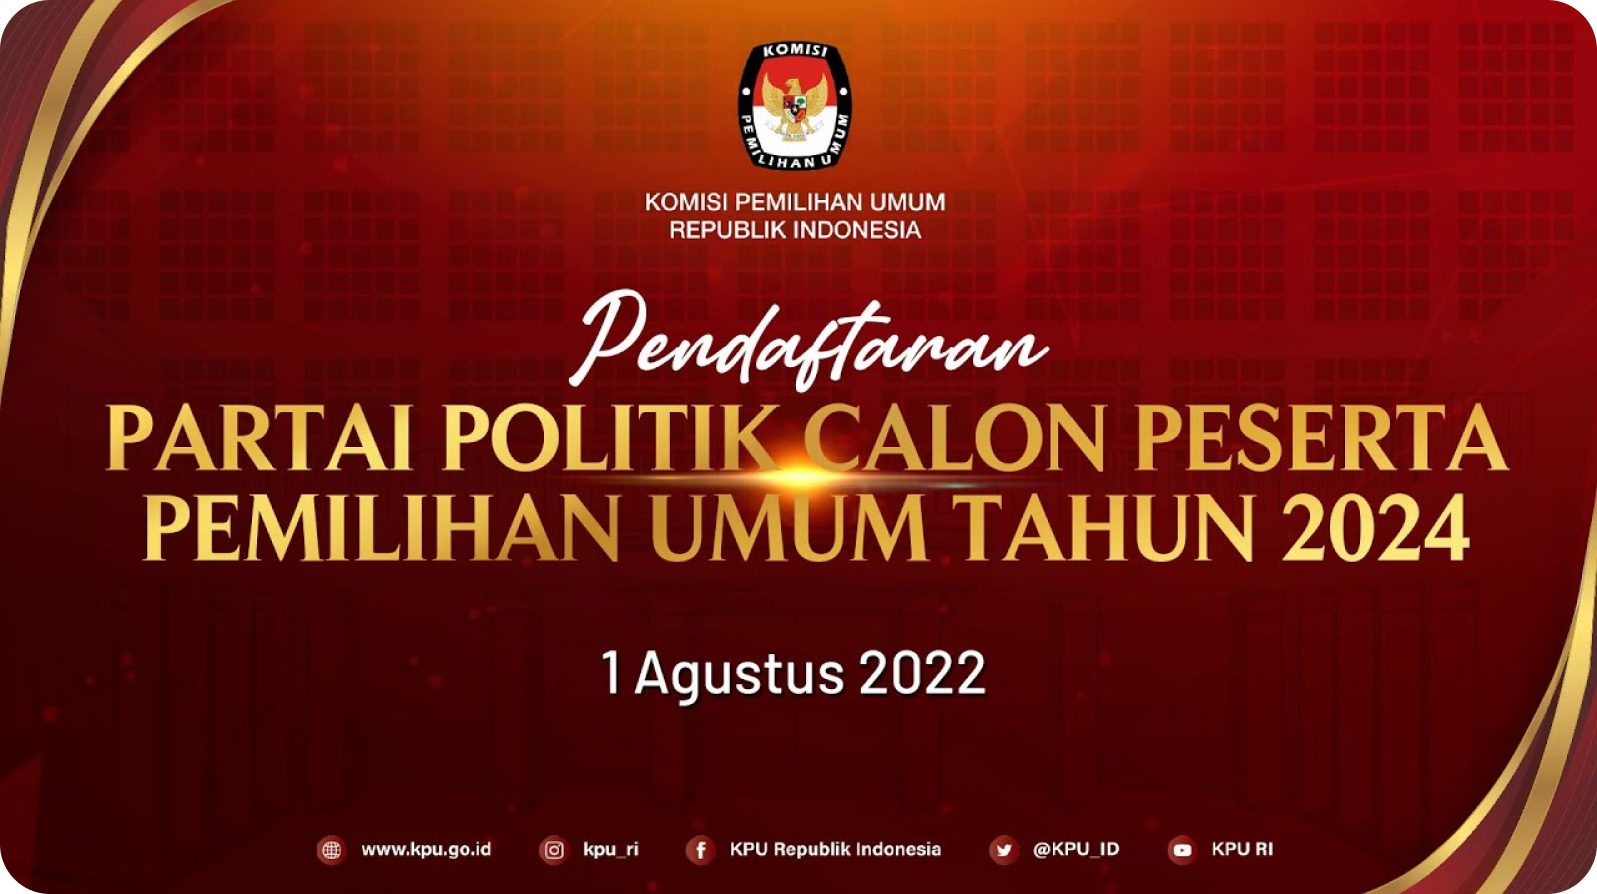 KOMISI
PEMILIHAN UMUM
KOMISI PEMILIHAN UMUM
REPUBLIK INDONESIA
Pendaftaran
PARTAI POLITIK CALON PESERTA
PEMILIHAN UMUM TAHUN 2024
1 Agustus 2022
www.kpu.go.id kpu_ri KPU Republik Indonesia @KPU_ID KPU RI